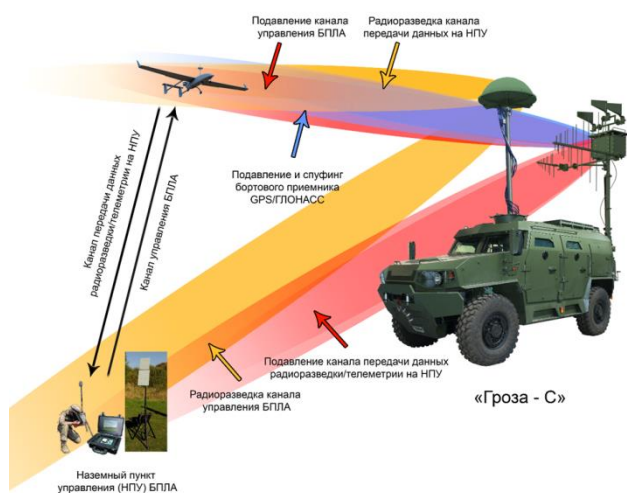 Подавление канала
управления БПЛА
Радиоразведка канала
передачи данных на НПУ
Подавление и спуфинг
бортового приемника
GPS/ГЛОНАСС
Канал передачи данных
радиоразведки/телеметрии на НПУ
Канал управления БПЛА
Подавление канала передачи данных
радиоразведки/телеметрии на НПУ
Радиоразведка канала
управления БПЛА
«Гроза - С»
Наземный пункт
управления (НПУ) БПЛА